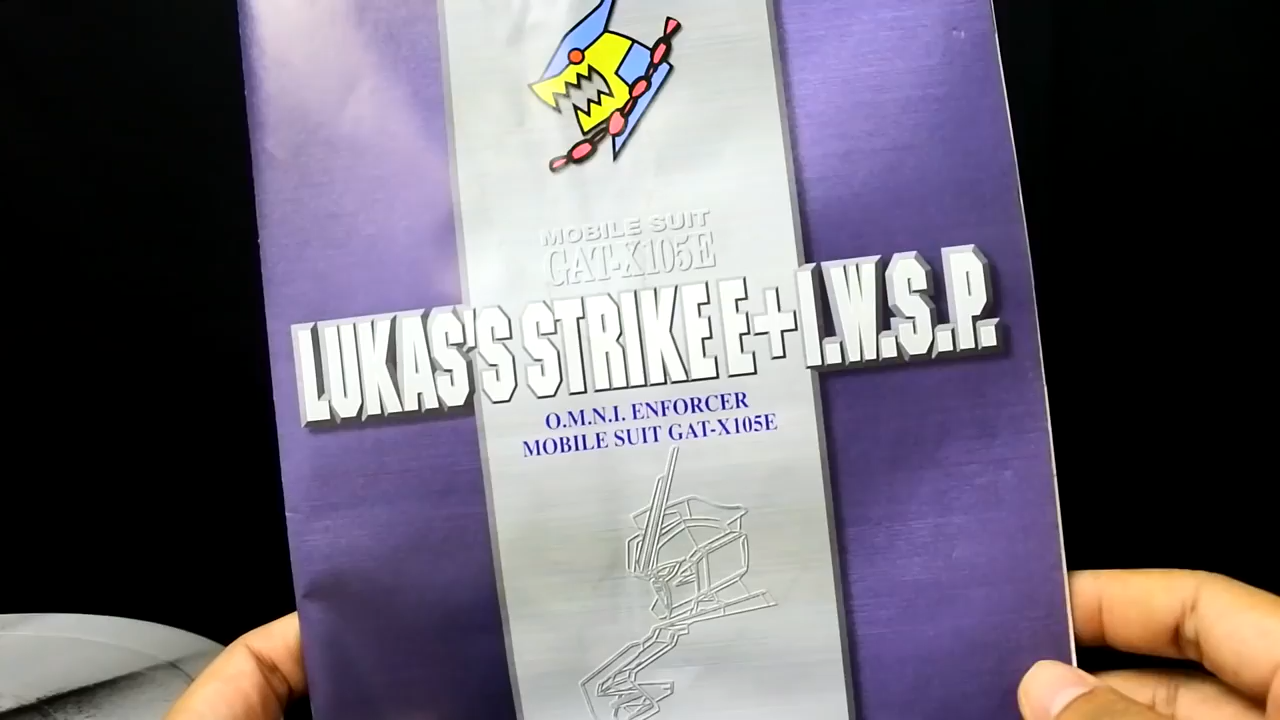 MOBILE SUIT
GAT-X105E
LUKAS'S STRIKE E+I.W.S.P.
O.M.N.I. ENFORCER
MOBILE SUIT GAT-X105E